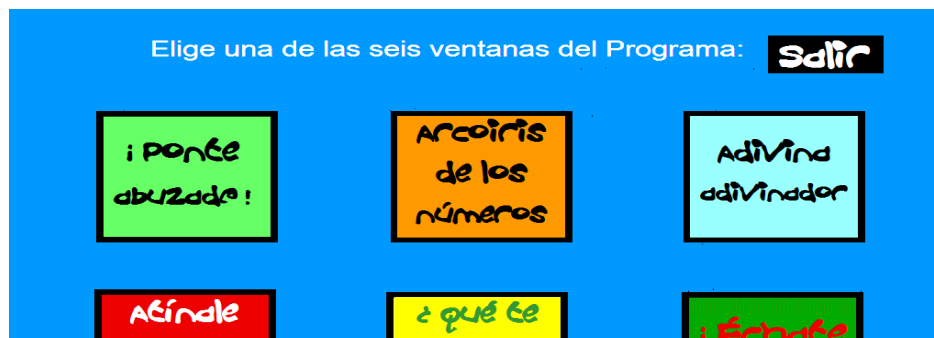 Elige una de las seis ventanas del Programa:
Salir
¡ Ponte
abuzado !
Arcoiris
de los
números
Adivina
adivinador
Atínale
¿ qué te
¡ Échate